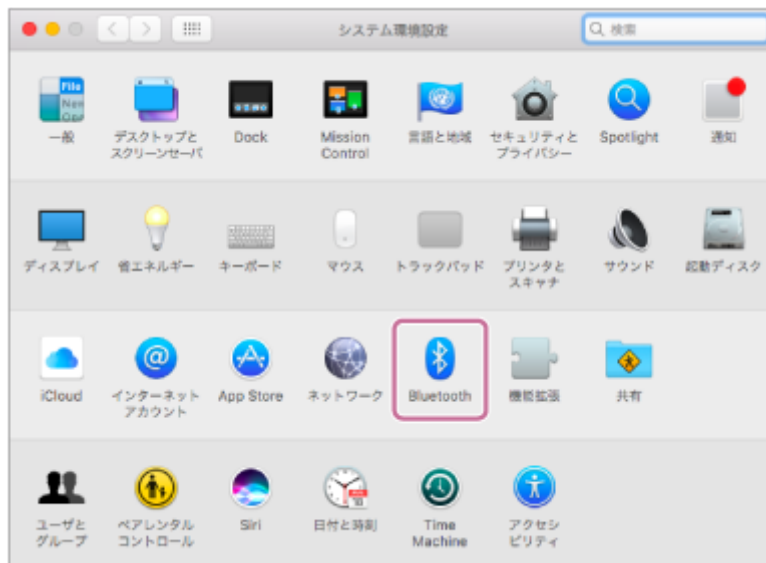 システム環境設定
検索
File
New
一般
デスクトップと
スクリーンセーバ
Dock
Mission
Control
言語と地域
セキュリティと
プライバシー
Spotlight
通知
ディスプレイ
省エネルギー
キーボード
マウス
トラックパッド
プリンタと
スキャナ
サウンド
起動ディスク
iCloud
インターネット
アカウント
App Store
ネットワーク
Bluetooth
機能拡張
共有
ユーザと
グループ
ペアレンタル
コントロール
Siri
日付と時刻
Time
Machine
アクセシ
ビリティ